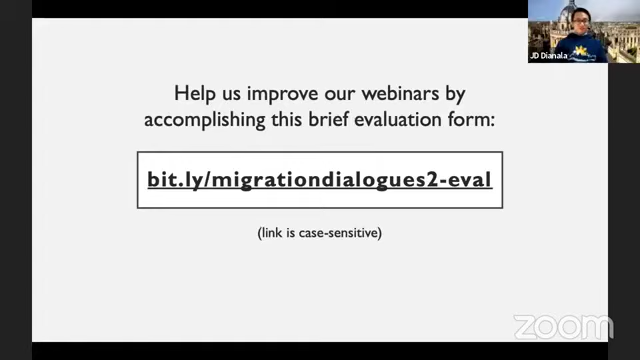 JD Dianala
Help us improve our webinars by
accomplishing this brief evaluation form:
bit.ly/migrationdialogues2-eval
(link is case-sensitive)
zoom